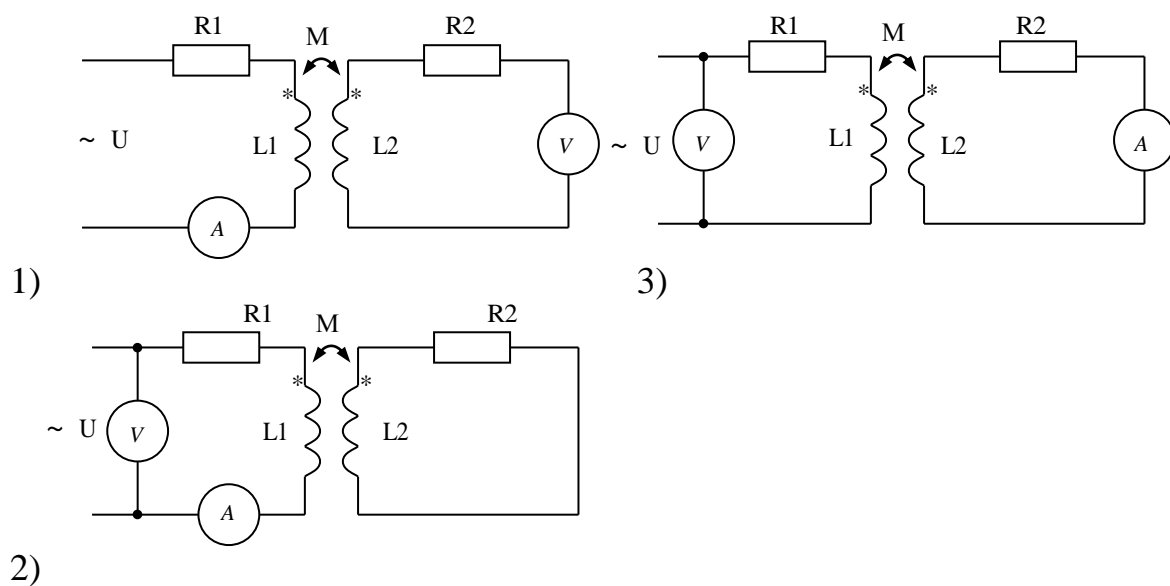 R1 M R2
* *
~ U L1 L2 V
A
1)
R1 M R2
* *
~ U V L1 L2 A
3)
R1 M R2
* *
~ U V L1 L2
A
2)